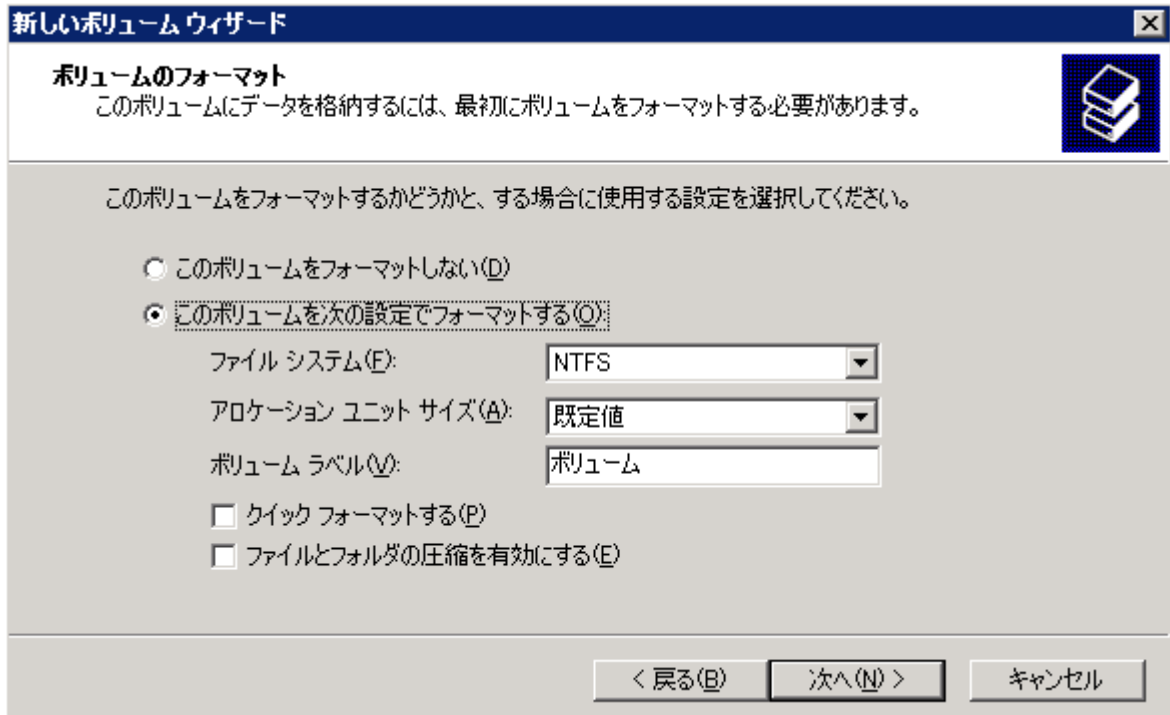 新しいボリューム ウィザード
ボリュームのフォーマット
このボリュームにデータを格納するには、最初にボリュームをフォーマットする必要があります。
このボリュームをフォーマットするかどうかと、する場合に使用する設定を選択してください。
このボリュームをフォーマットしない(D)
このボリュームを次の設定でフォーマットする(O):
ファイル システム(F): NTFS
アロケーション ユニット サイズ(A): 既定値
ボリューム ラベル(V): ボリューム
クイック フォーマットする(P)
ファイルとフォルダの圧縮を有効にする(E)
< 戻る(B) 次へ(N) > キャンセル